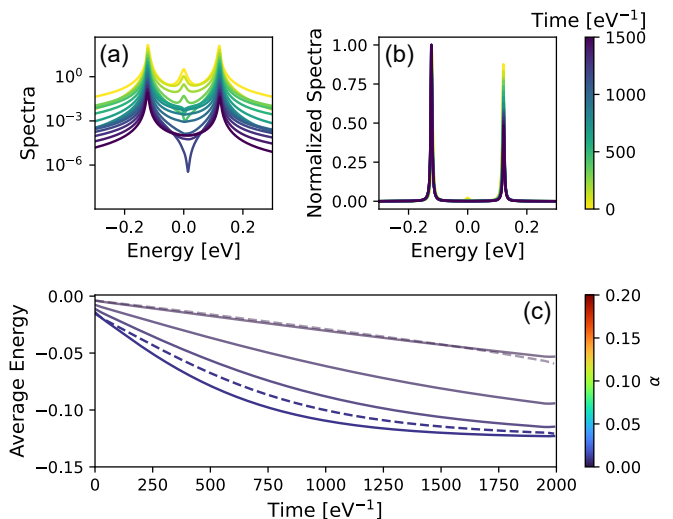 Time [eV⁻¹]
(a)
10⁰
10⁻³
10⁻⁶
Spectra
−0.2 0.0 0.2
Energy [eV]
(b)
1.00
0.75
0.50
0.25
0.00
Normalized Spectra
−0.2 0.0 0.2
Energy [eV]
1500
1000
500
0
(c)
0.00
−0.05
−0.10
−0.15
Average Energy
0 250 500 750 1000 1250 1500 1750 2000
Time [eV⁻¹]
0.20
0.15
0.10
0.05
0.00
α